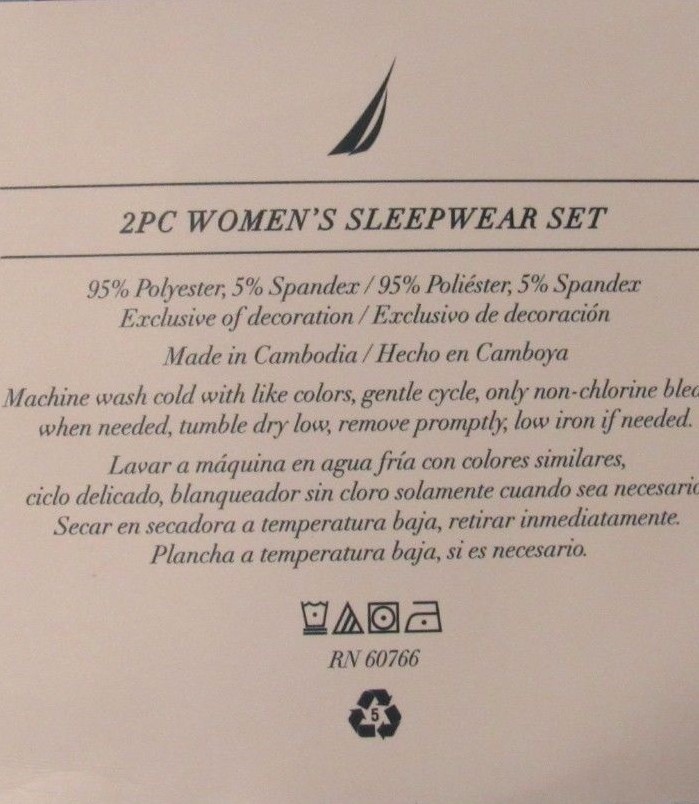 2PC WOMEN'S SLEEPWEAR SET
95% Polyester, 5% Spandex / 95% Poliéster, 5% Spandex
Exclusive of decoration / Exclusivo de decoración
Made in Cambodia / Hecho en Camboya
Machine wash cold with like colors, gentle cycle, only non-chlorine
when needed, tumble dry low, remove promptly, low iron if needed.
Lavar a máquina en agua fría con colores similares,
ciclo delicado, blanqueador sin cloro solamente cuando sea
Secar en secadora a temperatura baja, retirar inmediatamente.
Plancha a temperatura baja, si es necesario.
RN 60766
5